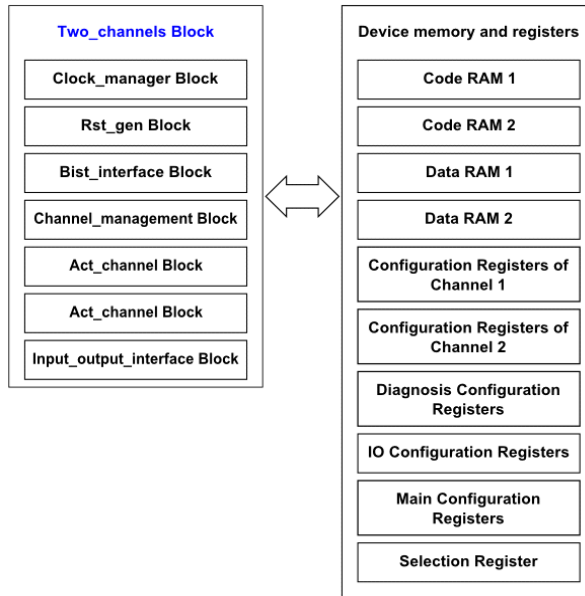 Two_channels Block
Clock_manager Block
Rst_gen Block
Bist_interface Block
Channel_management Block
Act_channel Block
Act_channel Block
Input_output_interface Block
Device memory and registers
Code RAM 1
Code RAM 2
Data RAM 1
Data RAM 2
Configuration Registers of
Channel 1
Configuration Registers of
Channel 2
Diagnosis Configuration
Registers
IO Configuration Registers
Main Configuration
Registers
Selection Register